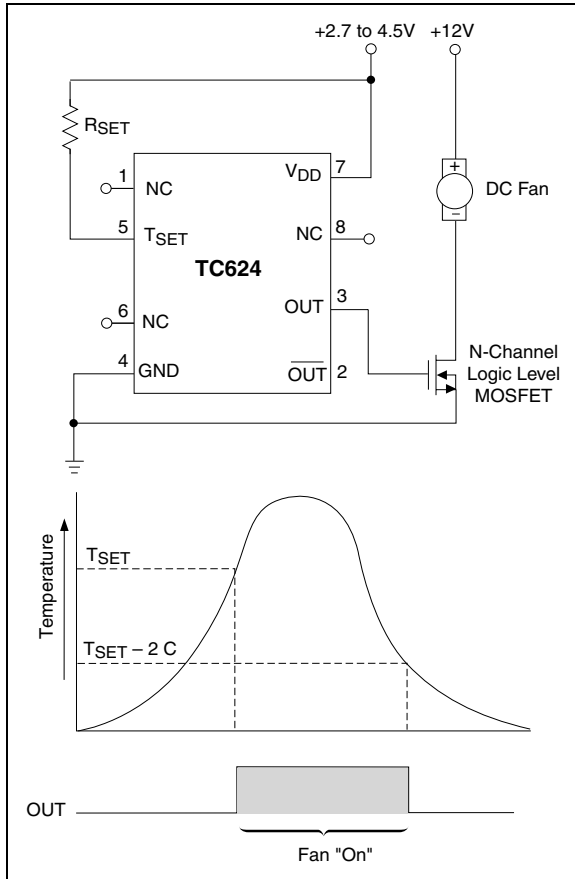 +2.7 to 4.5V
+12V
RSET
1
NC
VDD
7
DC Fan
+
–
5
TSET
NC
8
TC624
6
NC
OUT
3
4
GND
OUT
2
N-Channel
Logic Level
MOSFET
Temperature
TSET
TSET – 2 C
OUT
Fan "On"